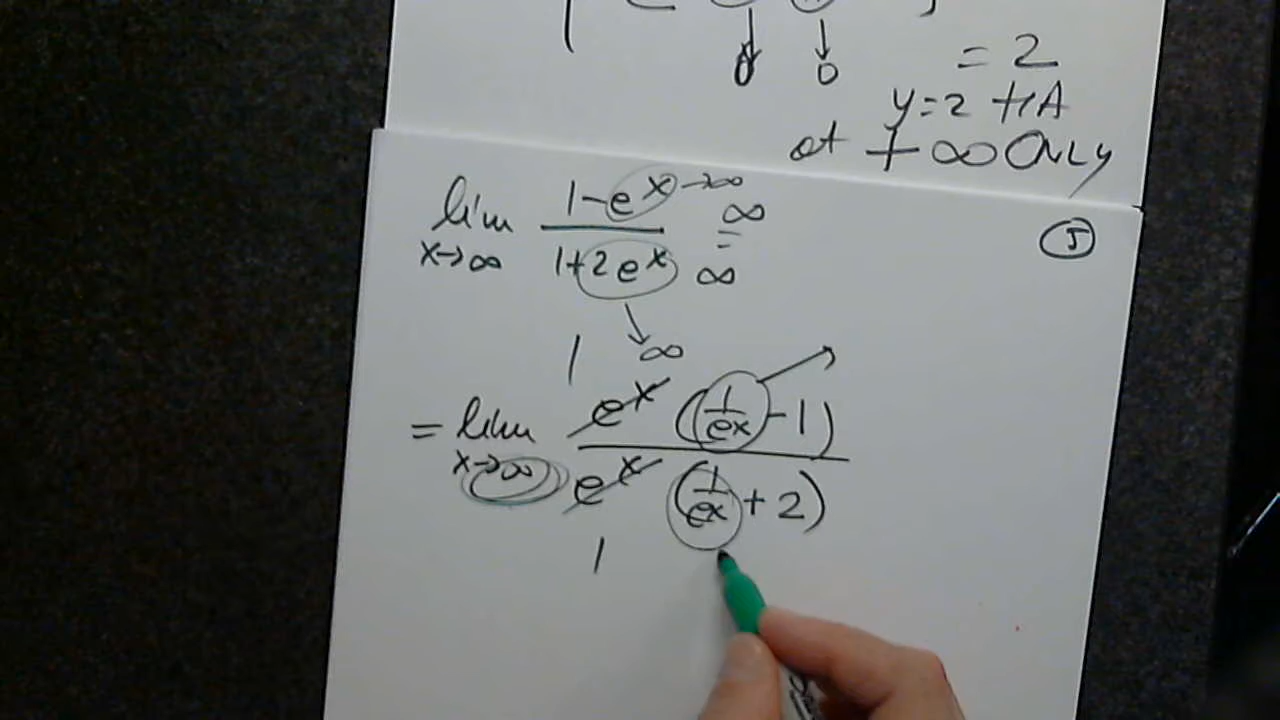 0 0
= 2
y = 2 HA
at + ∞ ONLY
5
lim x→∞ (1 - e^x) / (1 + 2e^x) →∞ ∞ = ∞
↓ ∞
1
= lim x→∞ e^x (1/e^x - 1) / e^x (1/e^x + 2)
1